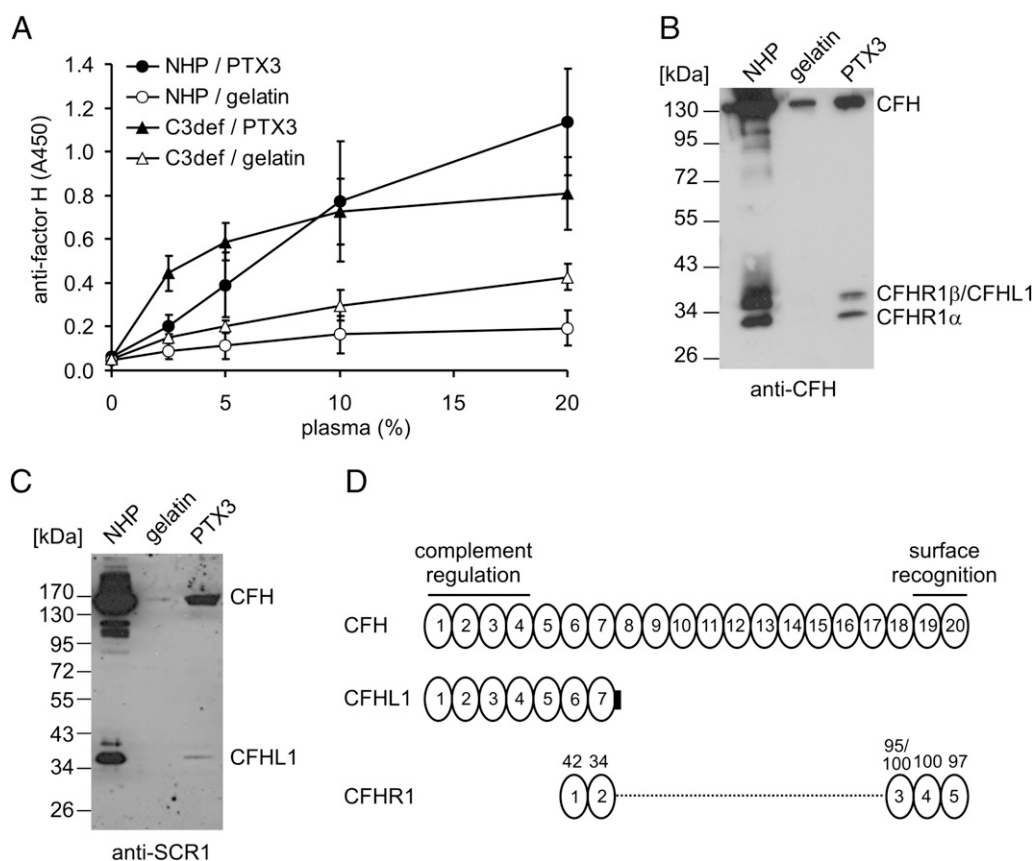 A
anti-factor H (A450)
1.4
1.2
1.0
0.8
0.6
0.4
0.2
0.0
NHP / PTX3
NHP / gelatin
C3def / PTX3
C3def / gelatin
0 5 10 15 20
plasma (%)
B
[kDa] NHP gelatin PTX3
130
95
72
55
43
34
26
CFH
CFHR1β/CFHL1
CFHR1α
anti-CFH
C
[kDa] NHP gelatin PTX3
170
130
95
72
55
43
34
26
CFH
CFHL1
anti-SCR1
D
complement regulation
surface recognition
CFH 1 2 3 4 5 6 7 8 9 10 11 12 13 14 15 16 17 18 19 20
CFHL1 1 2 3 4 5 6 7
42 34 95/100 100 97
CFHR1 1 2 3 4 5